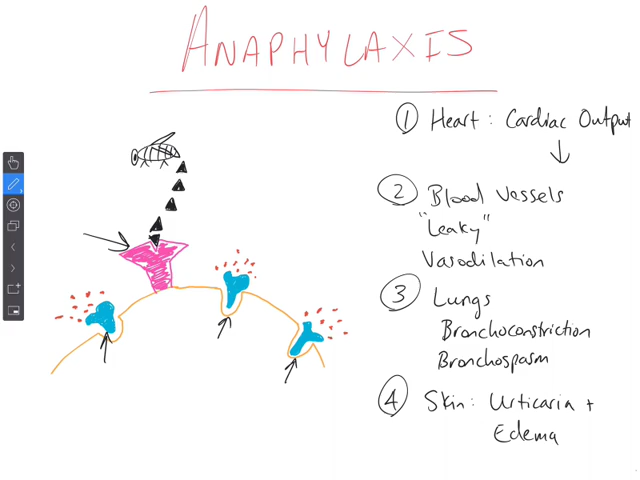 ANAPHYLAXIS
① Heart: Cardiac Output
↓
② Blood Vessels
"Leaky"
Vasodilation
③ Lungs
Bronchoconstriction
Bronchospasm
④ Skin: Urticaria +
Edema